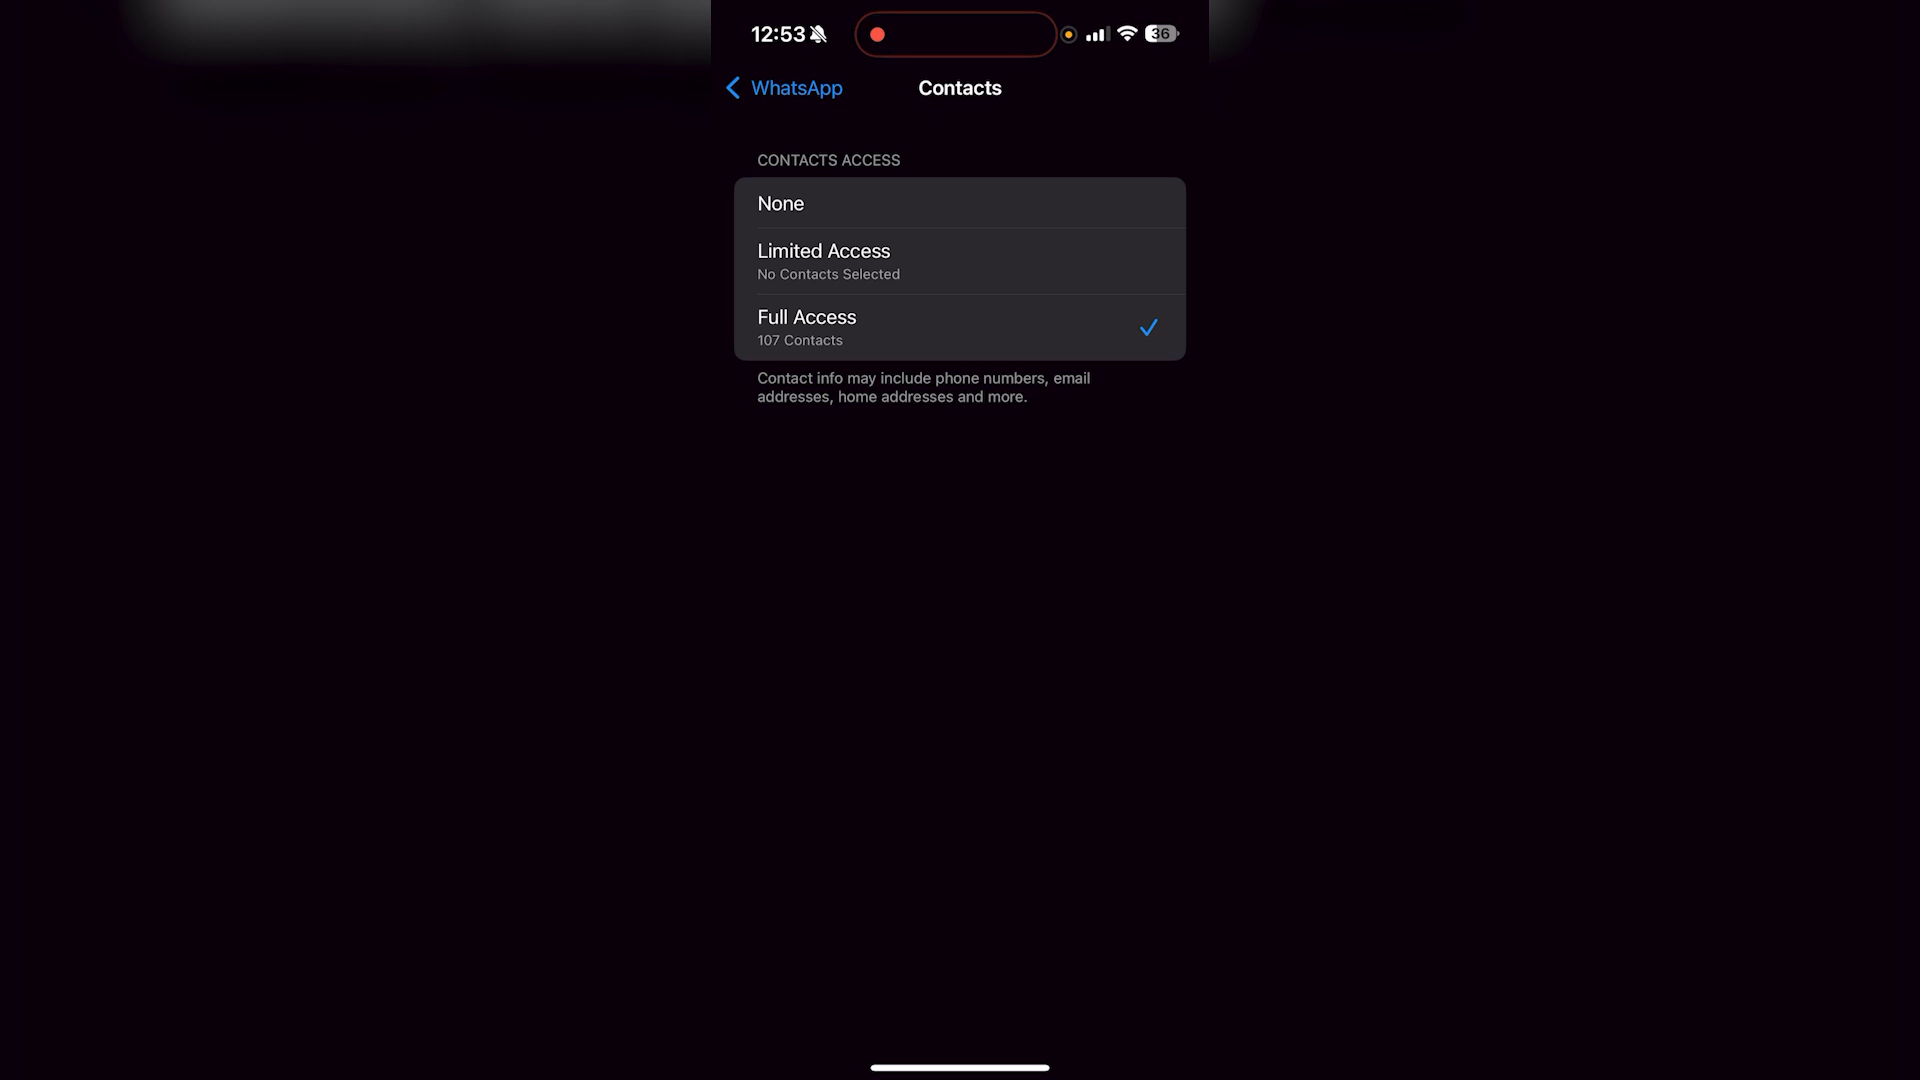 12:53
36
WhatsApp
Contacts
CONTACTS ACCESS
None
Limited Access
No Contacts Selected
Full Access
107 Contacts
Contact info may include phone numbers, email
addresses, home addresses and more.